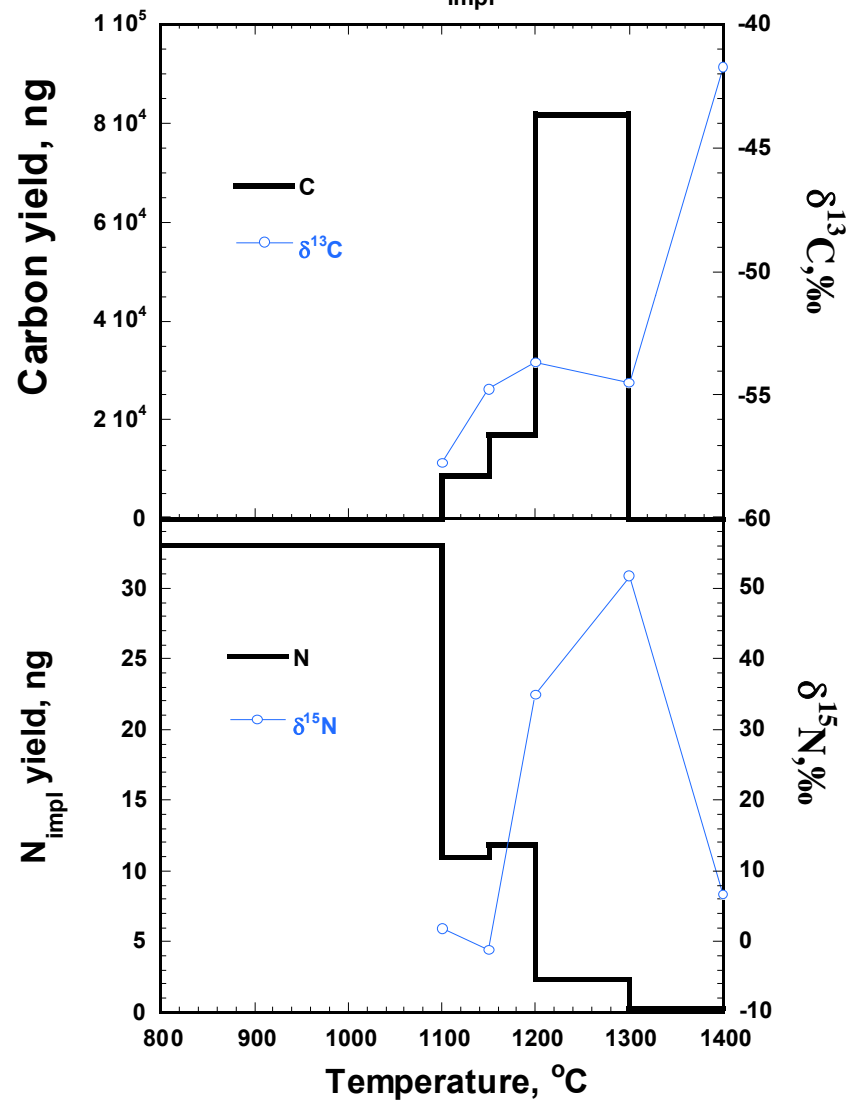 impl
1 10⁵
8 10⁴
6 10⁴
4 10⁴
2 10⁴
0
Carbon yield, ng
C
δ¹³C
-40
-45
-50
-55
-60
δ¹³C,‰
30
25
20
15
10
5
0
N_impl yield, ng
N
δ¹⁵N
50
40
30
20
10
0
-10
δ¹⁵N,‰
800 900 1000 1100 1200 1300 1400
Temperature, °C